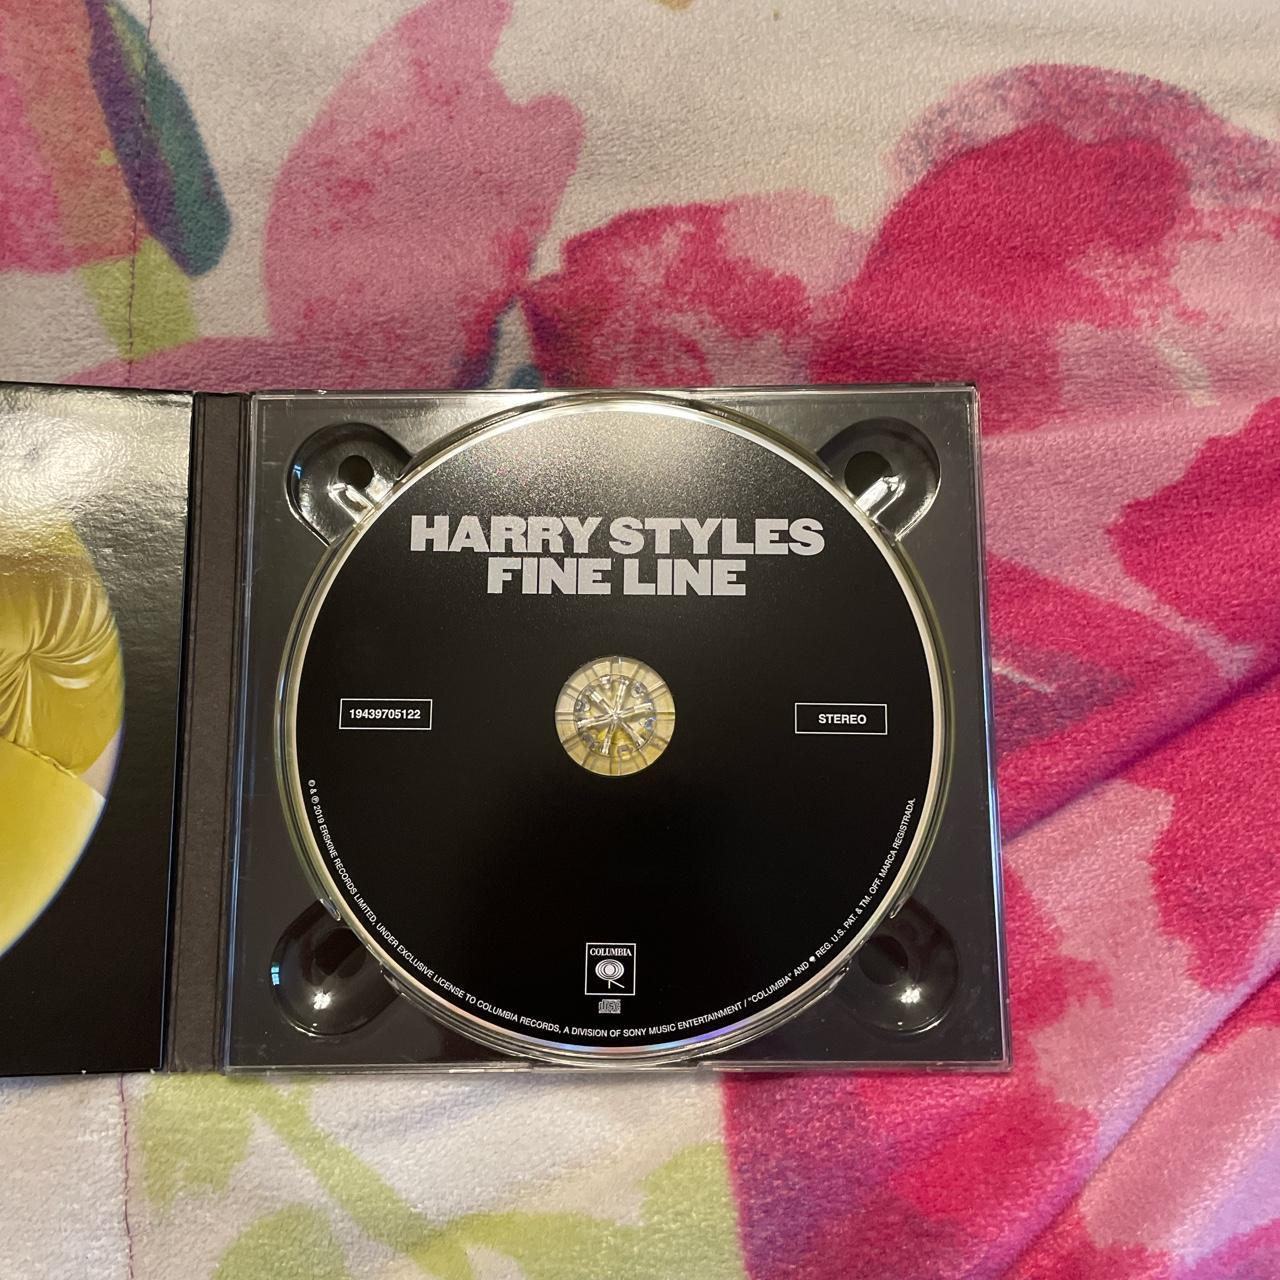 HARRY STYLES
FINE LINE
19439705122
STEREO
© & ℗ 2019 ERSKINE RECORDS LIMITED, UNDER EXCLUSIVE LICENSE TO COLUMBIA RECORDS, A DIVISION OF SONY MUSIC ENTERTAINMENT / "COLUMBIA" AND REG. U.S. PAT. & TM. OFF. MARCA REGISTRADA.
COLUMBIA
disc